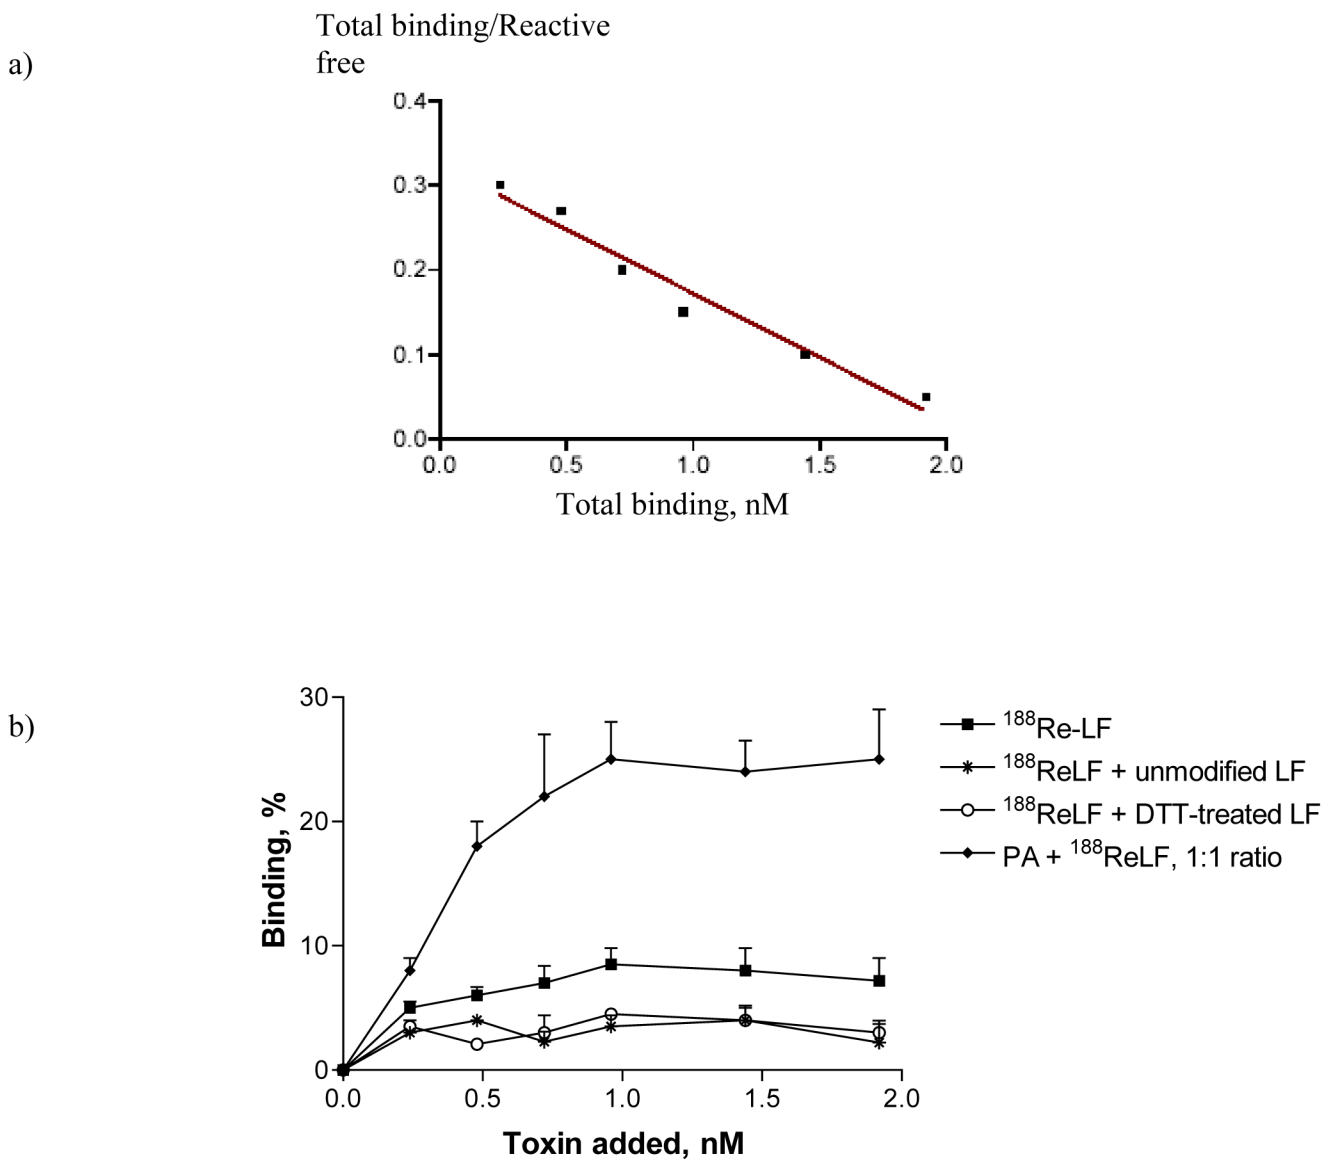 a)
Total binding/Reactive
free
0.4
0.3
0.2
0.1
0.0
0.0 0.5 1.0 1.5 2.0
Total binding, nM
b)
Binding, %
30
20
10
0
0.0 0.5 1.0 1.5 2.0
Toxin added, nM
¹⁸⁸Re-LF
¹⁸⁸ReLF + unmodified LF
¹⁸⁸ReLF + DTT-treated LF
PA + ¹⁸⁸ReLF, 1:1 ratio